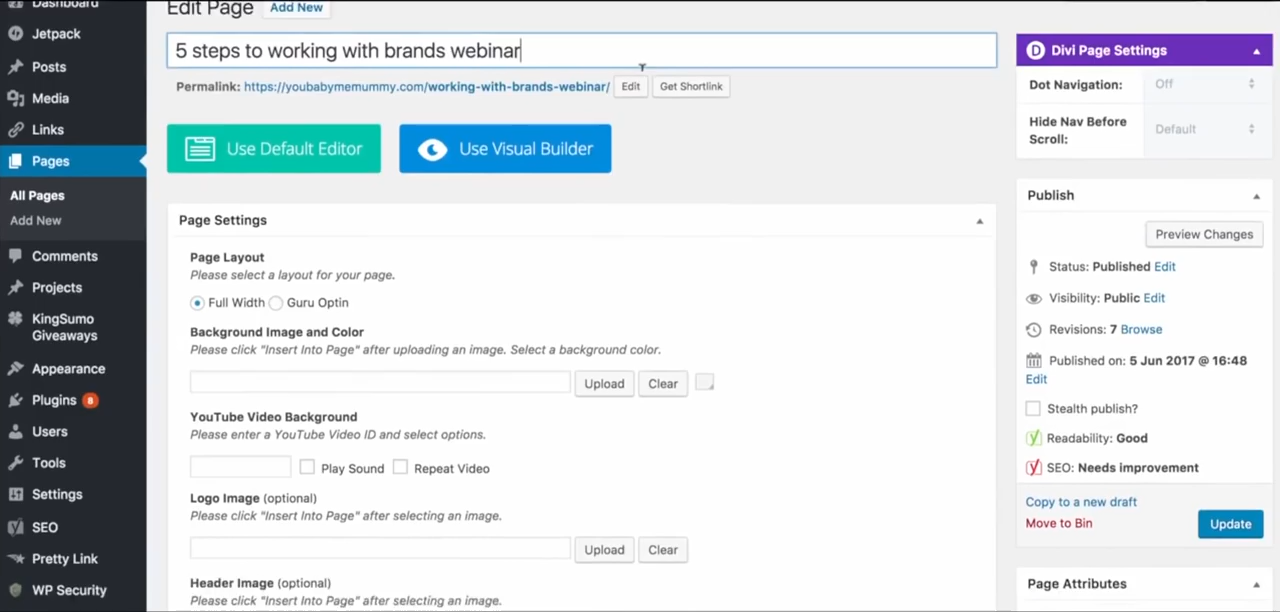 Dashboard
Jetpack
Posts
Media
Links
Pages
All Pages
Add New
Comments
Projects
KingSumo
Giveaways
Appearance
Plugins 8
Users
Tools
Settings
SEO
Pretty Link
WP Security
Edit Page Add New
5 steps to working with brands webinar
Permalink: https://youbabymemummy.com/working-with-brands-webinar/ Edit Get Shortlink
Use Default Editor Use Visual Builder
Page Settings
Page Layout
Please select a layout for your page.
Full Width Guru Optin
Background Image and Color
Please click "Insert Into Page" after uploading an image. Select a background color.
Upload Clear
YouTube Video Background
Please enter a YouTube Video ID and select options.
Play Sound Repeat Video
Logo Image (optional)
Please click "Insert Into Page" after selecting an image.
Upload Clear
Header Image (optional)
Please click "Insert Into Page" after selecting an image.
D Divi Page Settings
Dot Navigation: Off
Hide Nav Before
Scroll: Default
Publish
Preview Changes
Status: Published Edit
Visibility: Public Edit
Revisions: 7 Browse
Published on: 5 Jun 2017 @ 16:48
Edit
Stealth publish?
Readability: Good
SEO: Needs improvement
Copy to a new draft
Move to Bin
Update
Page Attributes